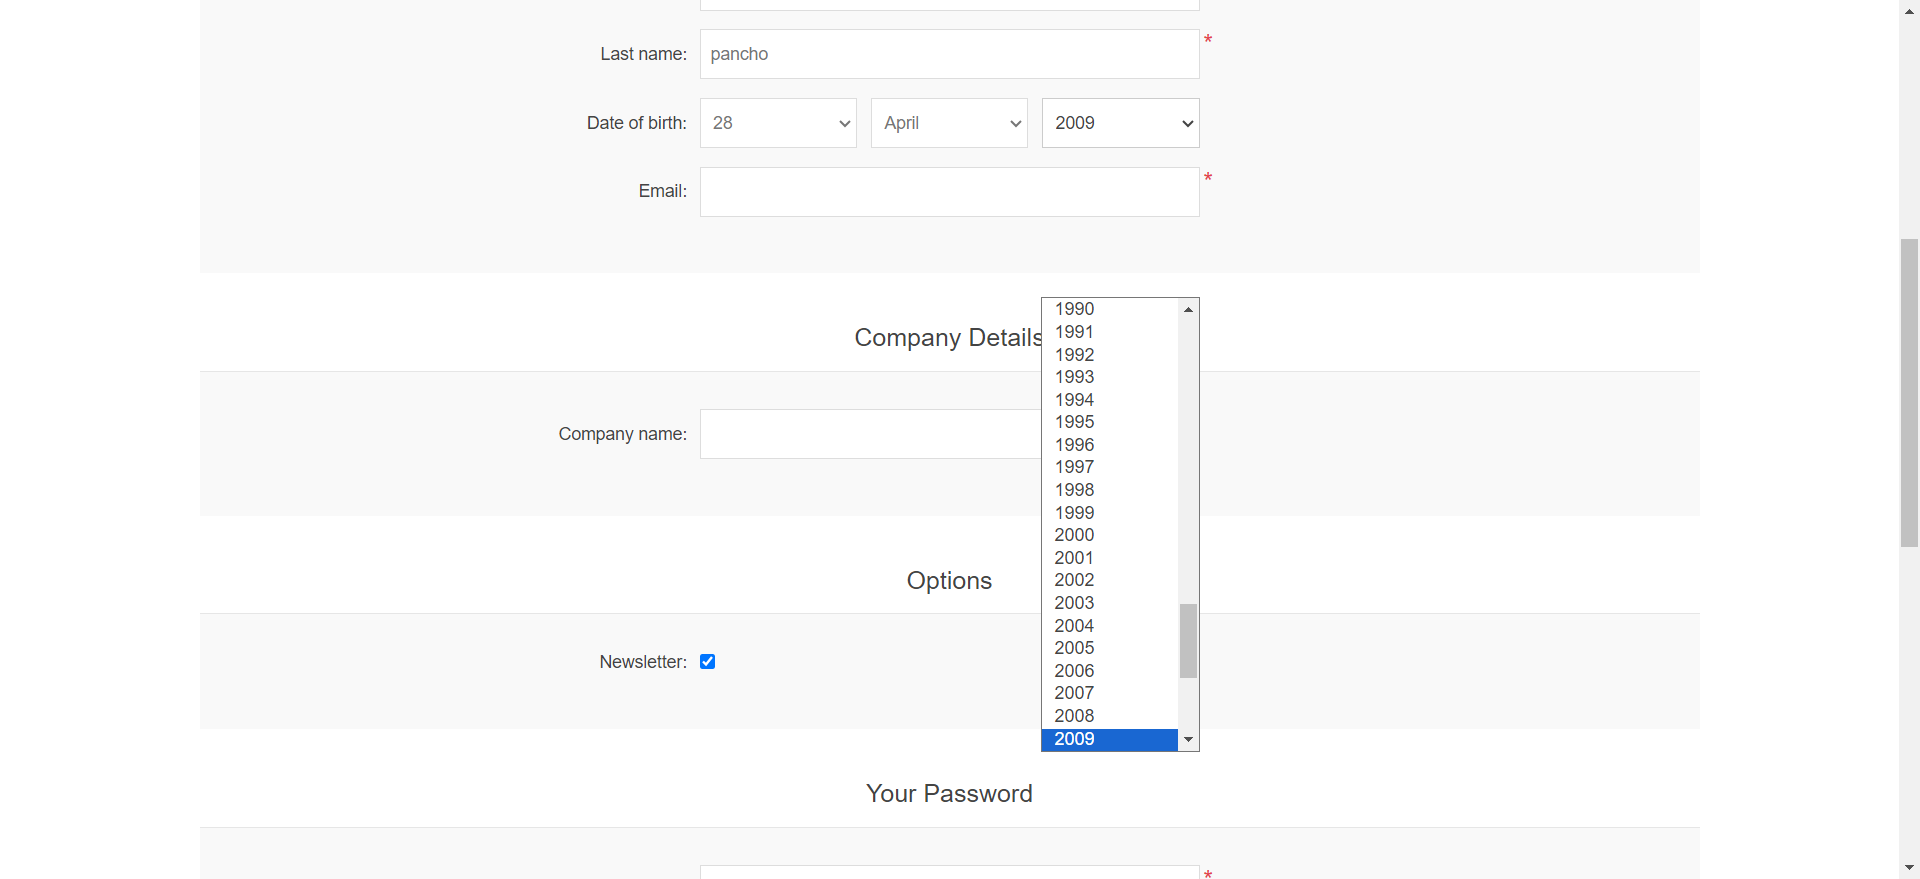 Last name: pancho *
Date of birth: 28 April 2009
Email: *
Company Details
Company name:
Options
Newsletter:
1990
1991
1992
1993
1994
1995
1996
1997
1998
1999
2000
2001
2002
2003
2004
2005
2006
2007
2008
2009
Your Password
*